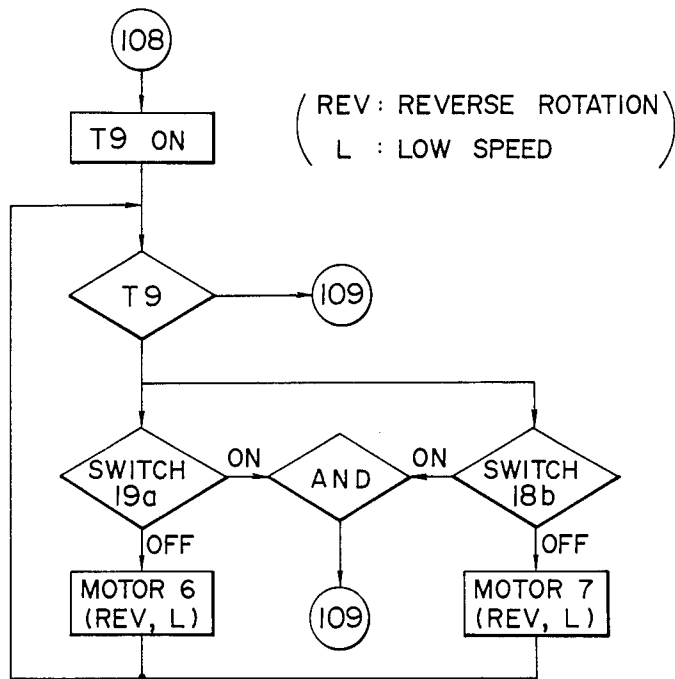 108
T9 ON
( REV : REVERSE ROTATION
L : LOW SPEED )
T9
109
SWITCH
19a
ON
AND
ON
SWITCH
18b
OFF
OFF
MOTOR 6
(REV, L)
109
MOTOR 7
(REV, L)